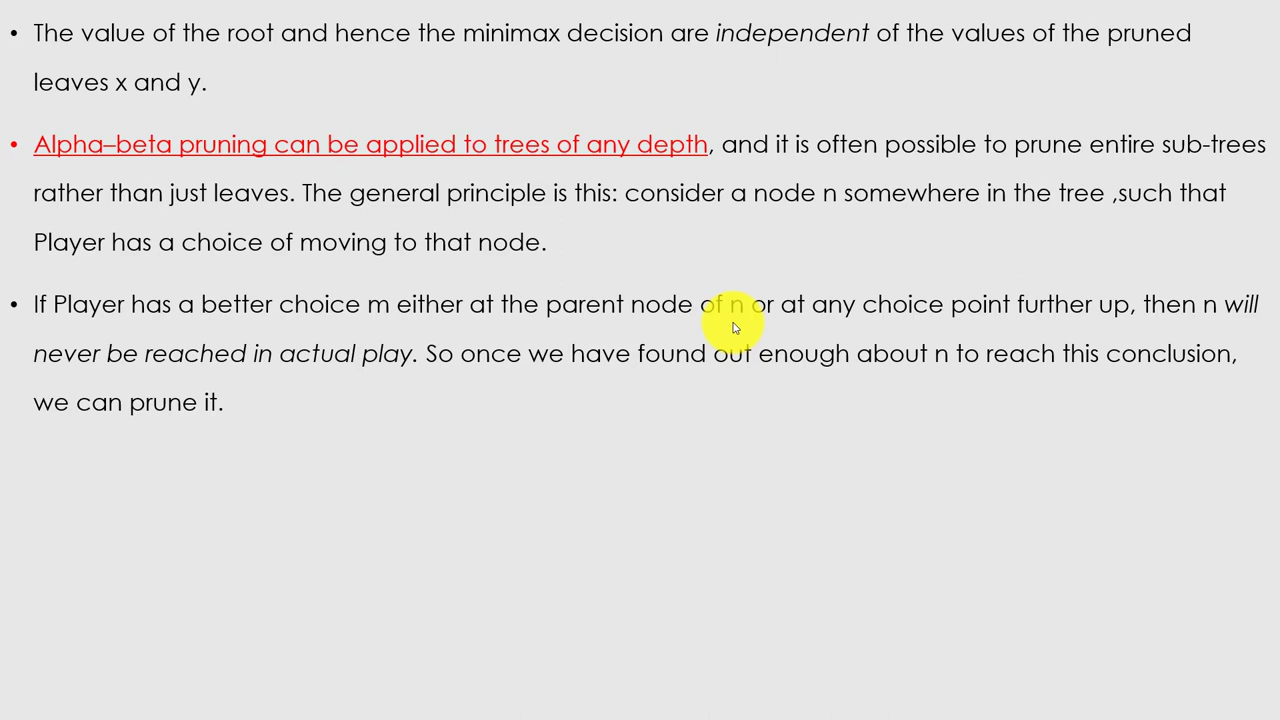 • The value of the root and hence the minimax decision are independent of the values of the pruned
leaves x and y.
• Alpha–beta pruning can be applied to trees of any depth, and it is often possible to prune entire sub-trees
rather than just leaves. The general principle is this: consider a node n somewhere in the tree ,such that
Player has a choice of moving to that node.
• If Player has a better choice m either at the parent node of n or at any choice point further up, then n will
never be reached in actual play. So once we have found out enough about n to reach this conclusion,
we can prune it.